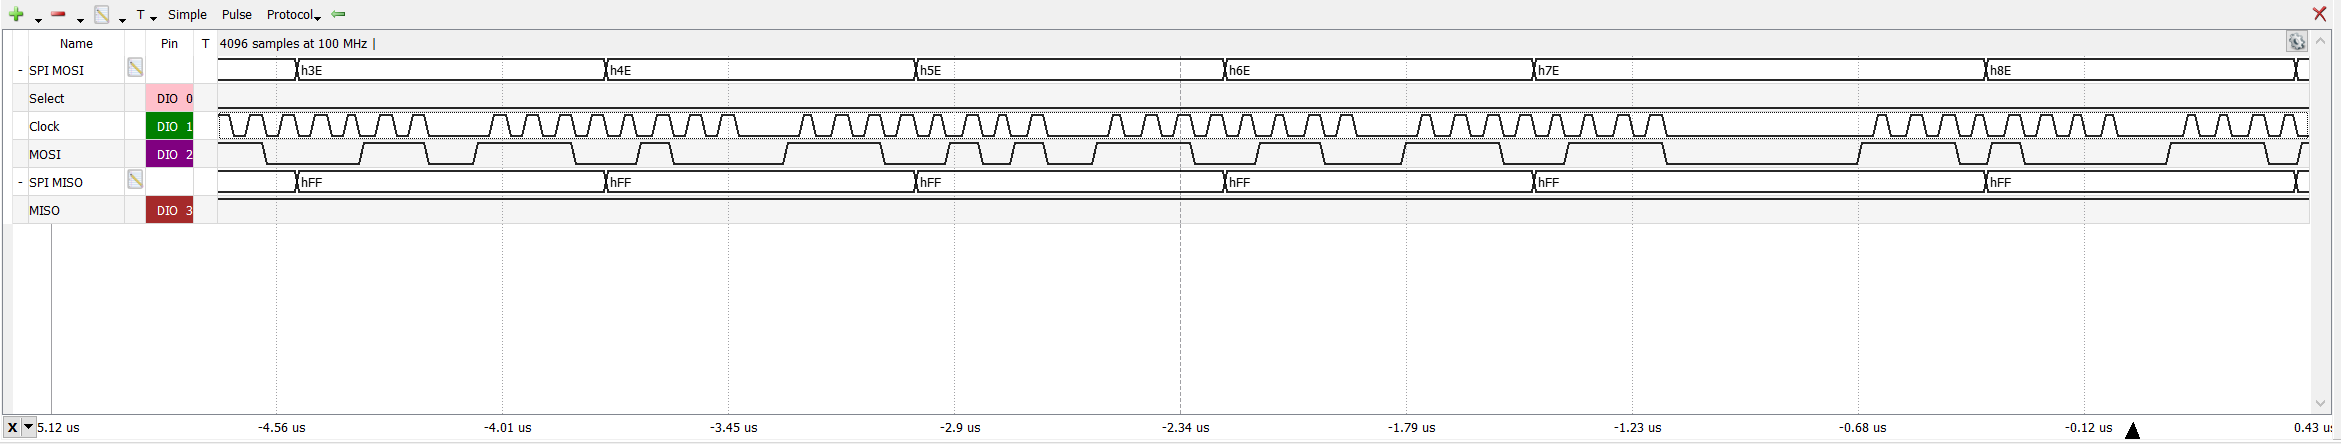 T Simple Pulse Protocol
Name Pin T 4096 samples at 100 MHz |
- SPI MOSI h3E h4E h5E h6E h7E h8E
Select DIO 0
Clock DIO 1
MOSI DIO 2
- SPI MISO hFF hFF hFF hFF hFF hFF
MISO DIO 3
X 5.12 us -4.56 us -4.01 us -3.45 us -2.9 us -2.34 us -1.79 us -1.23 us -0.68 us -0.12 us 0.43 u